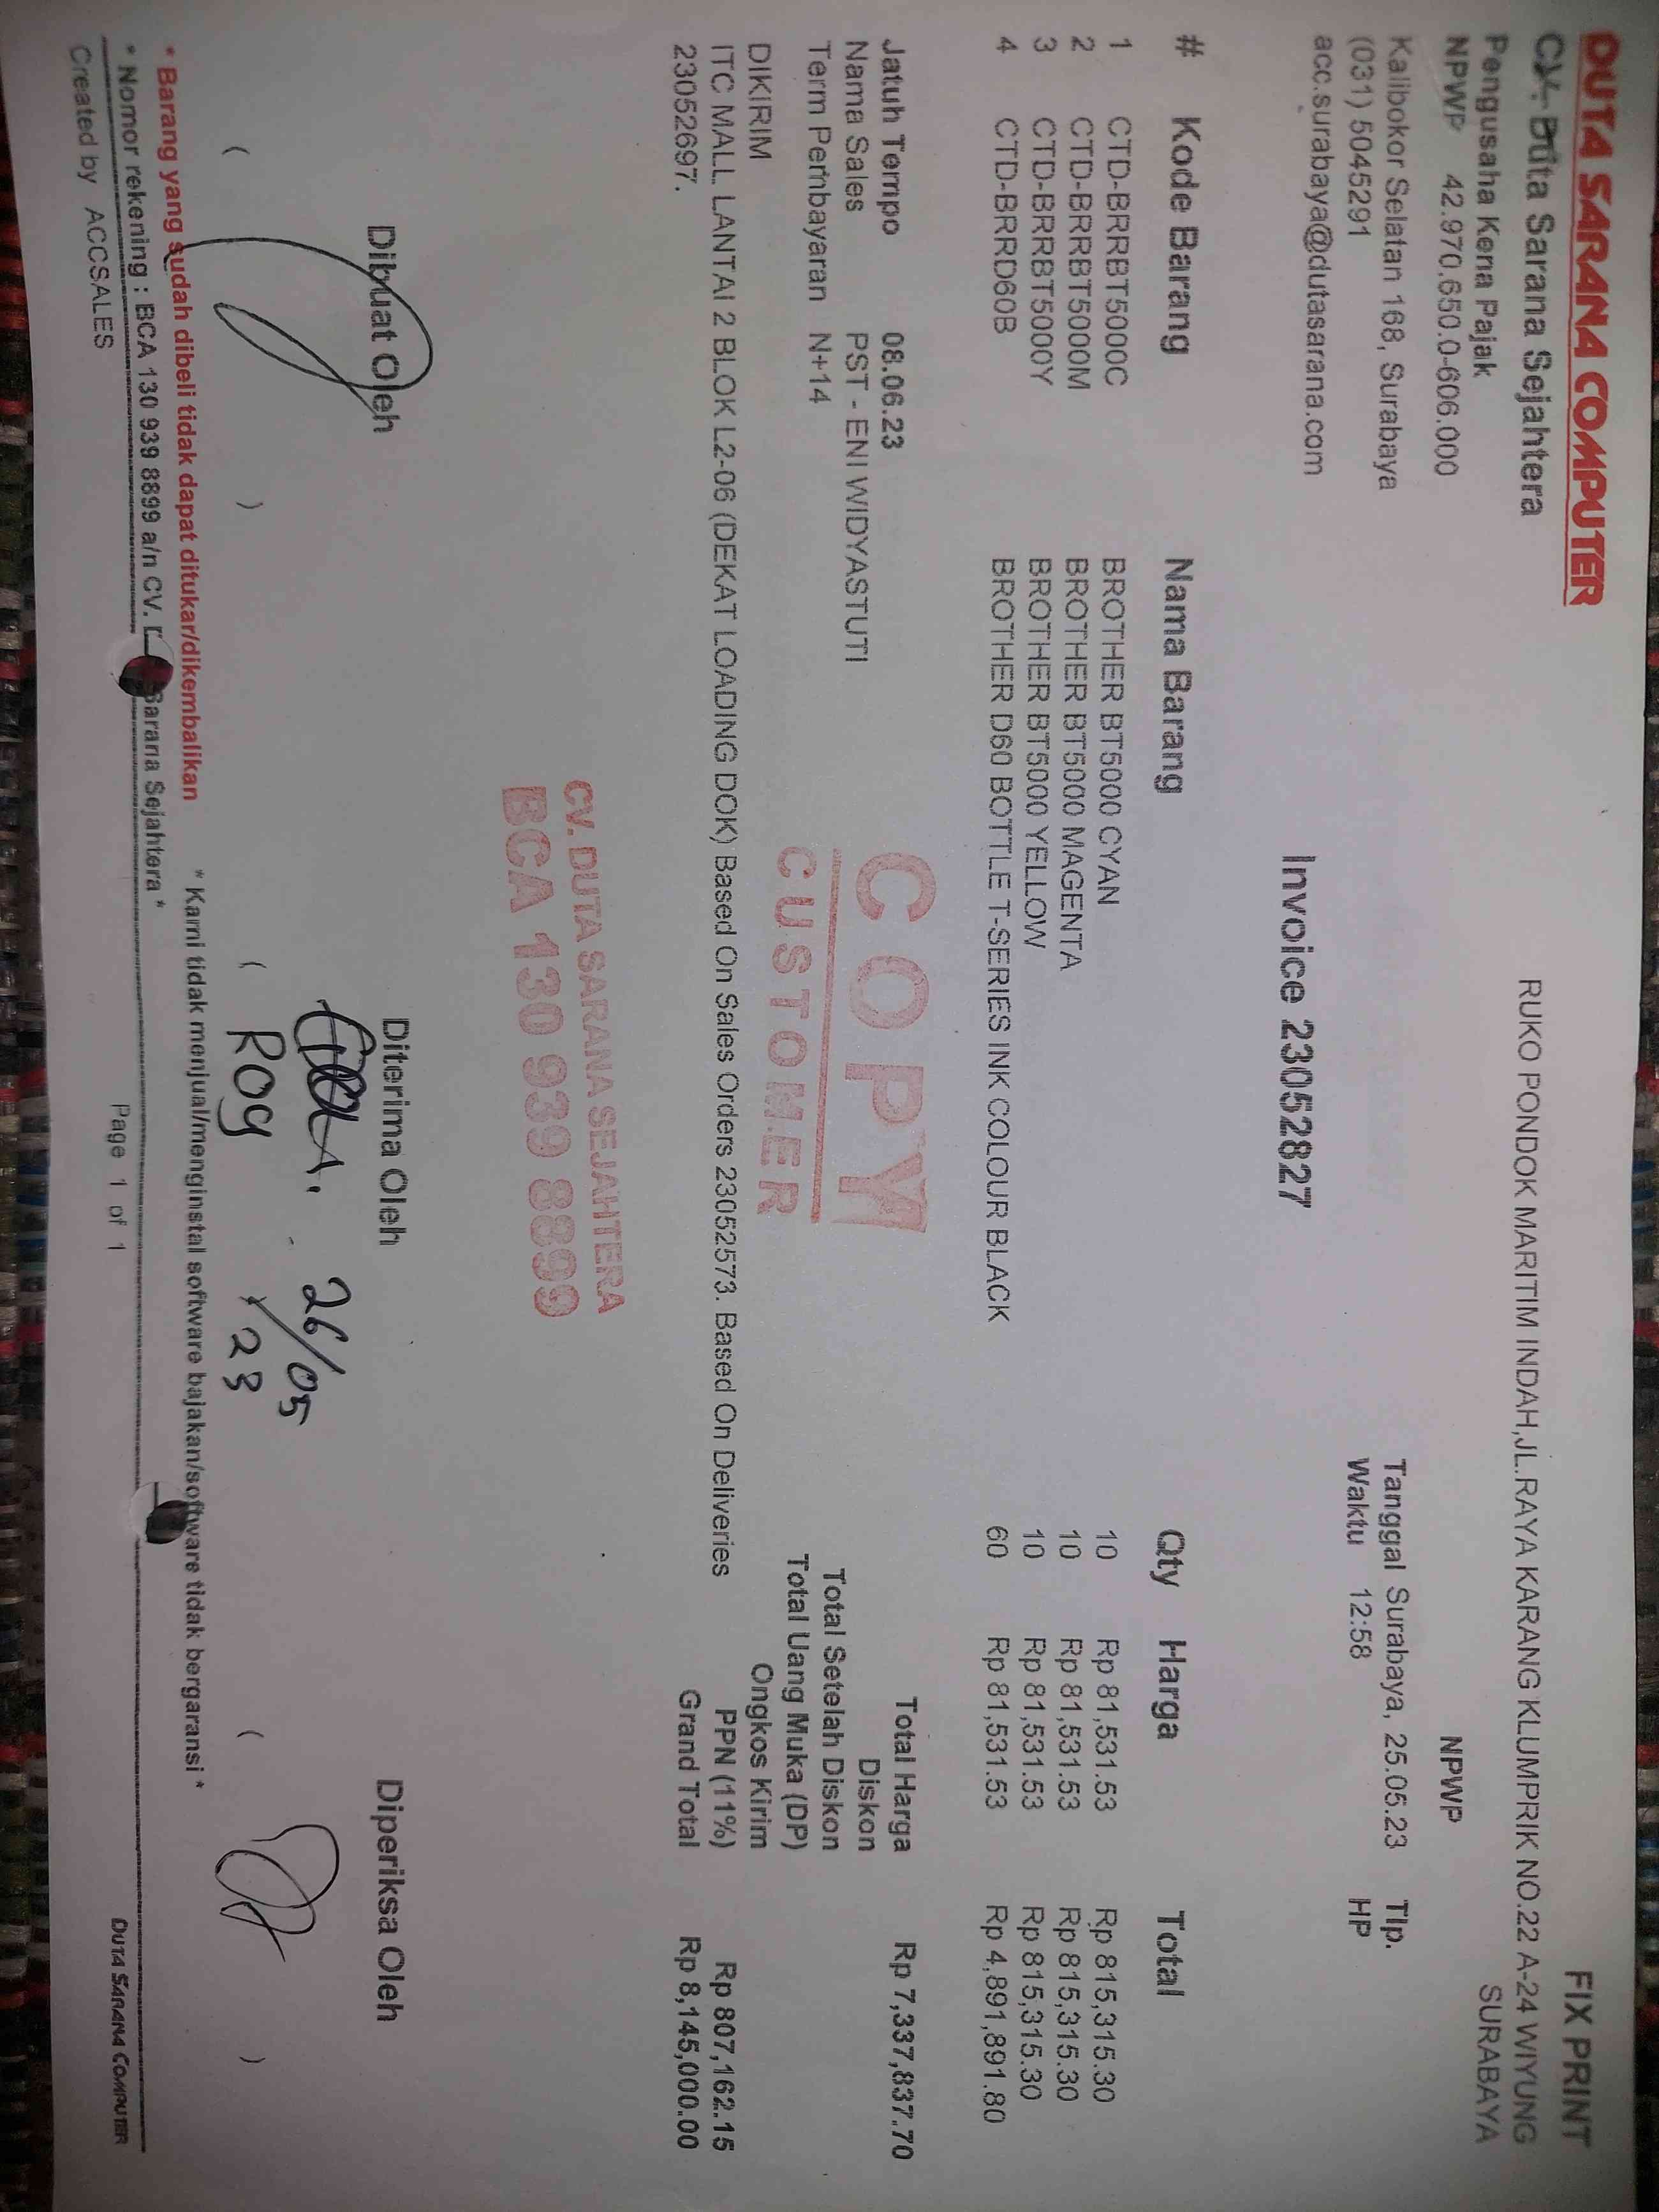 DUTA SARANA COMPUTER
CV. Duta Sarana Sejahtera
Pengusaha Kena Pajak
NPWP 42.970.650.0-606.000
Kalibokor Selatan 168, Surabaya
(031) 5045291
acc.surabaya@dutasarana.com
FIX PRINT
RUKO PONDOK MARITIM INDAH,JL.RAYA KARANG KLUMPRIK NO.22 A-24 WIYUNG
SURABAYA
NPWP
Tanggal Surabaya, 25.05.23 Tlp.
Waktu 12:58 HP
Invoice 23052827
# Kode Barang Nama Barang Qty Harga Total
1 CTD-BRRBT5000C BROTHER BT5000 CYAN 10 Rp 81,531.53 Rp 815,315.30
2 CTD-BRRBT5000M BROTHER BT5000 MAGENTA 10 Rp 81,531.53 Rp 815,315.30
3 CTD-BRRBT5000Y BROTHER BT5000 YELLOW 10 Rp 81,531.53 Rp 815,315.30
4 CTD-BRRD60B BROTHER D60 BOTTLE T-SERIES INK COLOUR BLACK 60 Rp 81,531.53 Rp 4,891,891.80
Jatuh Tempo 08.06.23
Nama Sales PST - ENI WIDYASTUTI
Term Pembayaran N+14
DIKIRIM
ITC MALL LANTAI 2 BLOK L2-06 (DEKAT LOADING DOK) Based On Sales Orders 23052573. Based On Deliveries
23052697.
COPY
CUSTOMER
Total Harga Rp 7,337,837.70
Diskon
Total Setelah Diskon
Total Uang Muka (DP)
Ongkos Kirim
PPN (11%) Rp 807,162.15
Grand Total Rp 8,145,000.00
CV. DUTA SARANA SEJAHTERA
BCA 130 939 8899
Dibuat Oleh Diterima Oleh Diperiksa Oleh
26/05
/23
( ) ( ROY ( )
* Barang yang sudah dibeli tidak dapat ditukar/dikembalikan * Kami tidak menjual/menginstal software bajakan/software tidak bergaransi *
* Nomor rekening : BCA 130 939 8899 a/n CV. Sarana Sejahtera *
Created by ACCSALES Page 1 of 1 DUTA SARANA COMPUTER